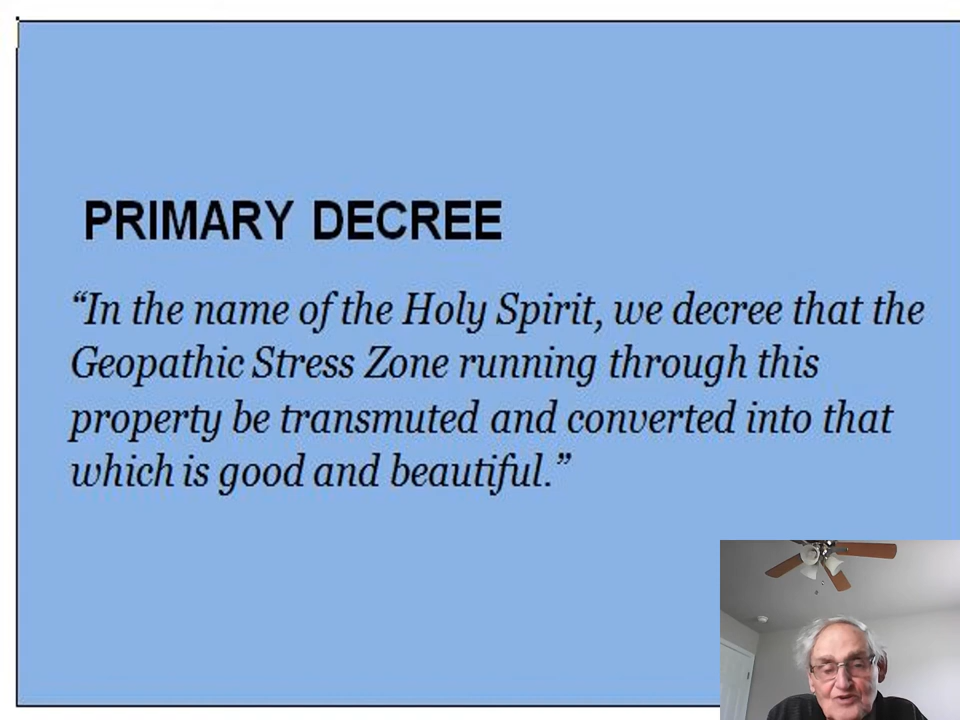 PRIMARY DECREE
“In the name of the Holy Spirit, we decree that the
Geopathic Stress Zone running through this
property be transmuted and converted into that
which is good and beautiful.”